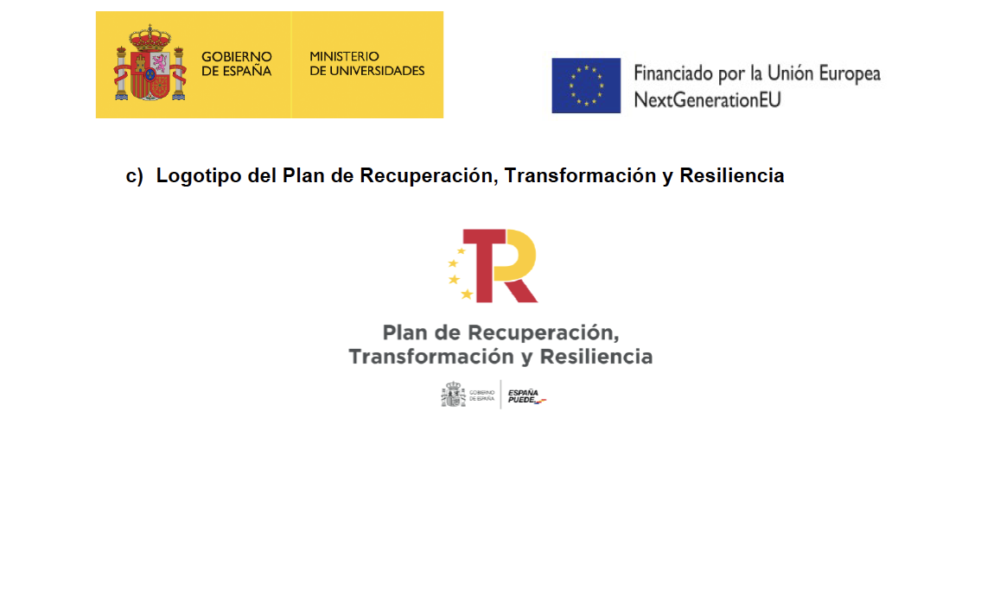 GOBIERNO
DE ESPAÑA
MINISTERIO
DE UNIVERSIDADES
Financiado por la Unión Europea
NextGenerationEU
c) Logotipo del Plan de Recuperación, Transformación y Resiliencia
TR
Plan de Recuperación,
Transformación y Resiliencia
GOBIERNO
DE ESPAÑA
ESPAÑA
PUEDE